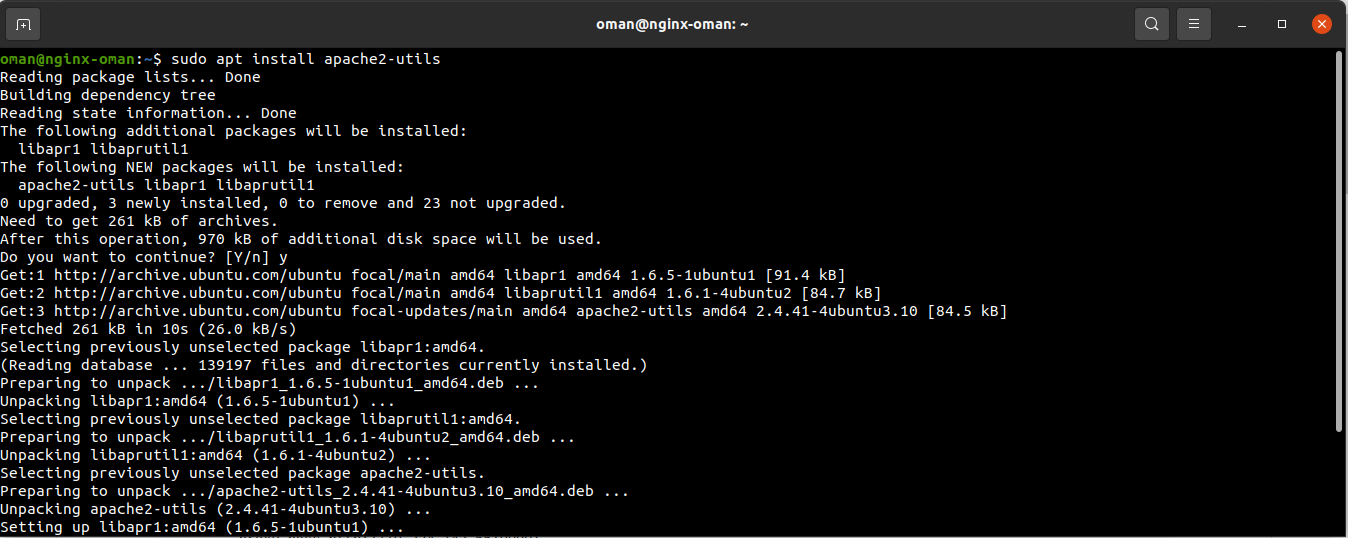 oman@nginx-oman: ~
oman@nginx-oman:~$ sudo apt install apache2-utils
Reading package lists... Done
Building dependency tree
Reading state information... Done
The following additional packages will be installed:
  libapr1 libaprutil1
The following NEW packages will be installed:
  apache2-utils libapr1 libaprutil1
0 upgraded, 3 newly installed, 0 to remove and 23 not upgraded.
Need to get 261 kB of archives.
After this operation, 970 kB of additional disk space will be used.
Do you want to continue? [Y/n] y
Get:1 http://archive.ubuntu.com/ubuntu focal/main amd64 libapr1 amd64 1.6.5-1ubuntu1 [91.4 kB]
Get:2 http://archive.ubuntu.com/ubuntu focal/main amd64 libaprutil1 amd64 1.6.1-4ubuntu2 [84.7 kB]
Get:3 http://archive.ubuntu.com/ubuntu focal-updates/main amd64 apache2-utils amd64 2.4.41-4ubuntu3.10 [84.5 kB]
Fetched 261 kB in 10s (26.0 kB/s)
Selecting previously unselected package libapr1:amd64.
(Reading database ... 139197 files and directories currently installed.)
Preparing to unpack .../libapr1_1.6.5-1ubuntu1_amd64.deb ...
Unpacking libapr1:amd64 (1.6.5-1ubuntu1) ...
Selecting previously unselected package libaprutil1:amd64.
Preparing to unpack .../libaprutil1_1.6.1-4ubuntu2_amd64.deb ...
Unpacking libaprutil1:amd64 (1.6.1-4ubuntu2) ...
Selecting previously unselected package apache2-utils.
Preparing to unpack .../apache2-utils_2.4.41-4ubuntu3.10_amd64.deb ...
Unpacking apache2-utils (2.4.41-4ubuntu3.10) ...
Setting up libapr1:amd64 (1.6.5-1ubuntu1) ...